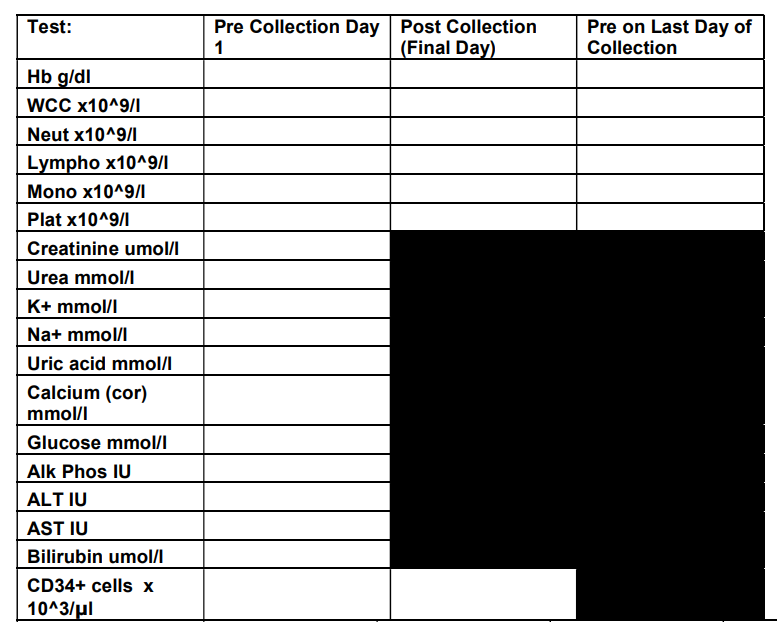 Test:
Pre Collection Day
1
Post Collection
(Final Day)
Pre on Last Day of
Collection
Hb g/dl
WCC x10^9/l
Neut x10^9/l
Lympho x10^9/l
Mono x10^9/l
Plat x10^9/l
Creatinine umol/l
Urea mmol/l
K+ mmol/l
Na+ mmol/l
Uric acid mmol/l
Calcium (cor)
mmol/l
Glucose mmol/l
Alk Phos IU
ALT IU
AST IU
Bilirubin umol/l
CD34+ cells  x
10^3/µl